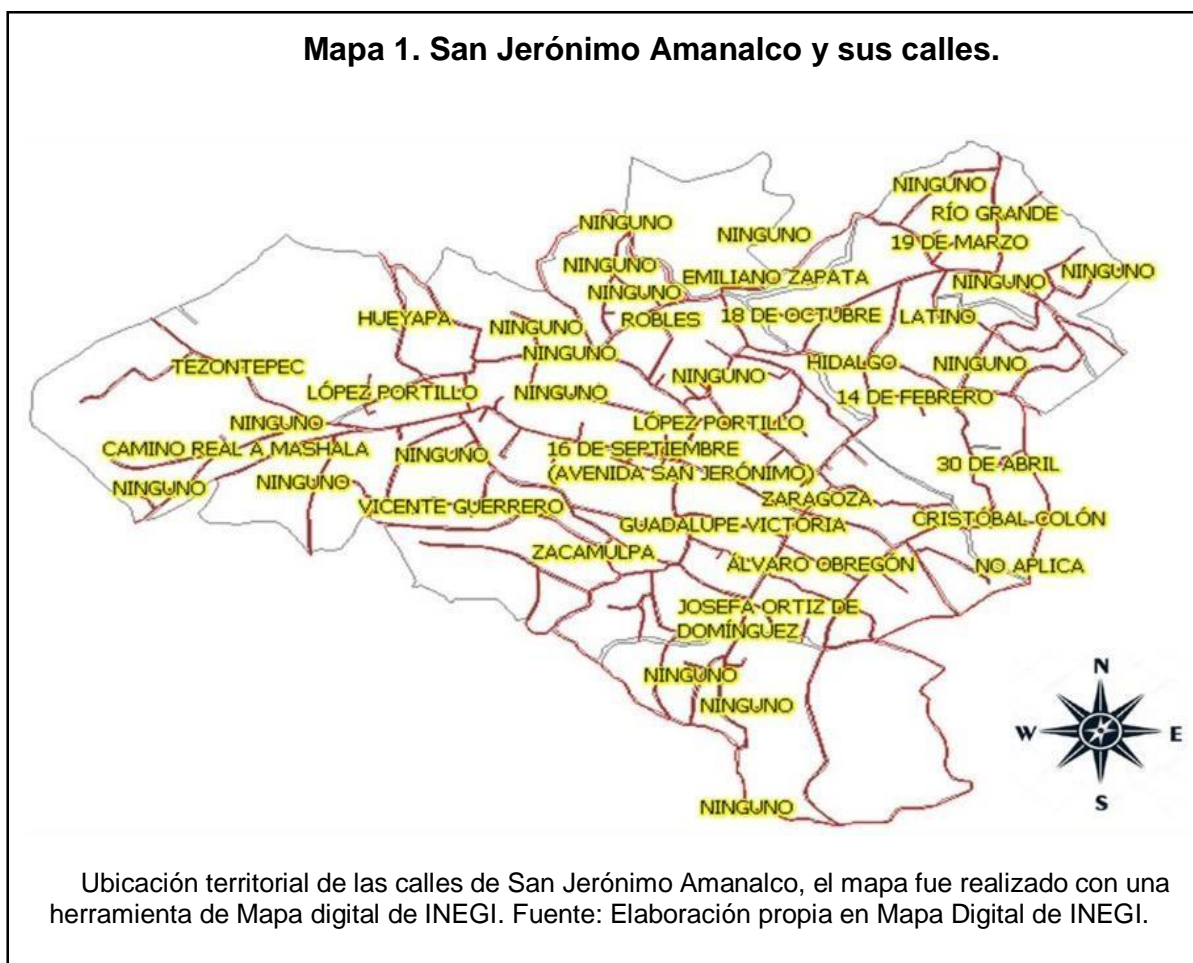 Mapa 1. San Jerónimo Amanalco y sus calles.
NINGUNO
RÍO GRANDE
NINGUNO
NINGUNO
19 DE MARZO
NINGUNO
EMILIANO ZAPATA
NINGUNO
NINGUNO
NINGUNO
HUEYAPA
NINGUNO
ROBLES
18 DE OCTUBRE
LATINO
NINGUNO
TEZONTEPEC
NINGUNO
HIDALGO
NINGUNO
LÓPEZ PORTILLO
NINGUNO
14 DE FEBRERO
NINGUNO
LÓPEZ PORTILLO
CAMINO REAL A MASHALA
NINGUNO
16 DE SEPTIEMBRE
(AVENIDA SAN JERÓNIMO)
30 DE ABRIL
NINGUNO
NINGUNO
ZARAGOZA
VICENTE GUERRERO
GUADALUPE VICTORIA
CRISTÓBAL COLÓN
ZACAMULPA
ÁLVARO OBREGÓN
NO APLICA
JOSEFA ORTIZ DE
DOMÍNGUEZ
NINGUNO
NINGUNO
NINGUNO
N
W
E
S
Ubicación territorial de las calles de San Jerónimo Amanalco, el mapa fue realizado con una
herramienta de Mapa digital de INEGI. Fuente: Elaboración propia en Mapa Digital de INEGI.